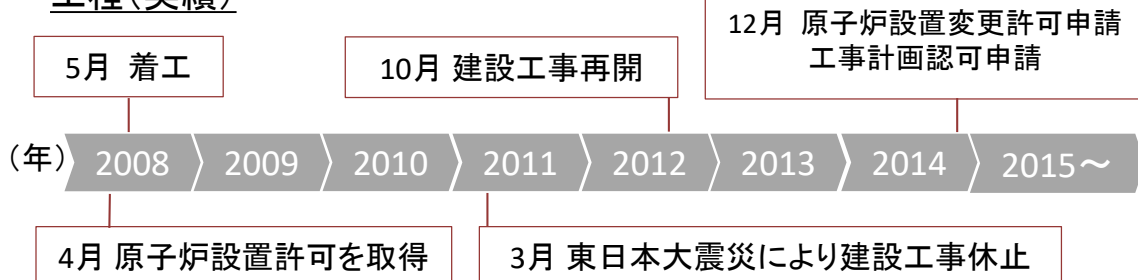 工程（実績）
12月 原子炉設置変更許可申請
工事計画認可申請
5月 着工
10月 建設工事再開
（年） 2008 2009 2010 2011 2012 2013 2014 2015～
4月 原子炉設置許可を取得
3月 東日本大震災により建設工事休止